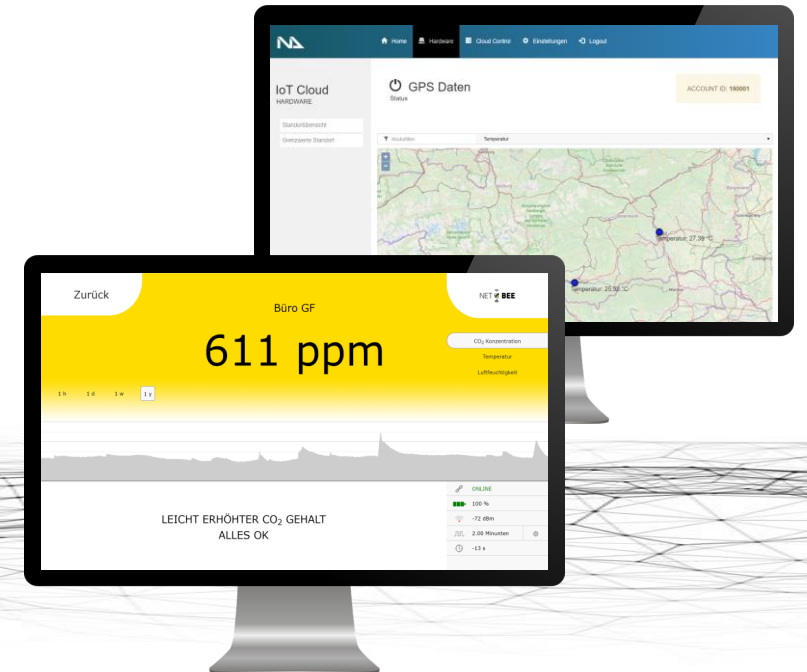 Home
Hardware
Cloud Control
Einstellungen
Logout
IoT Cloud
HARDWARE
Standortübersicht
Grenzwerte Standort
GPS Daten
Status
ACCOUNT ID: 190001
Temperatur
Temperatur: 27.39 °C
Temperatur: 25.53 °C
Zurück
Büro GF
NET BEE
611 ppm
CO₂ Konzentration
Temperatur
Luftfeuchtigkeit
1 h
1 d
1 w
1 y
LEICHT ERHÖHTER CO₂ GEHALT
ALLES OK
ONLINE
100 %
-72 dBm
2.00 Minunten
-13 s